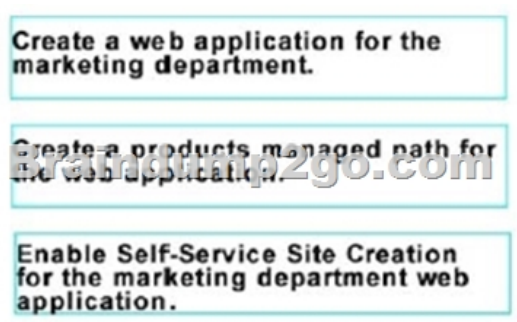 Create a web application for the
marketing department.
Create a products managed path for
the web application.
Braindump2go.com
Enable Self-Service Site Creation
for the marketing department web
application.